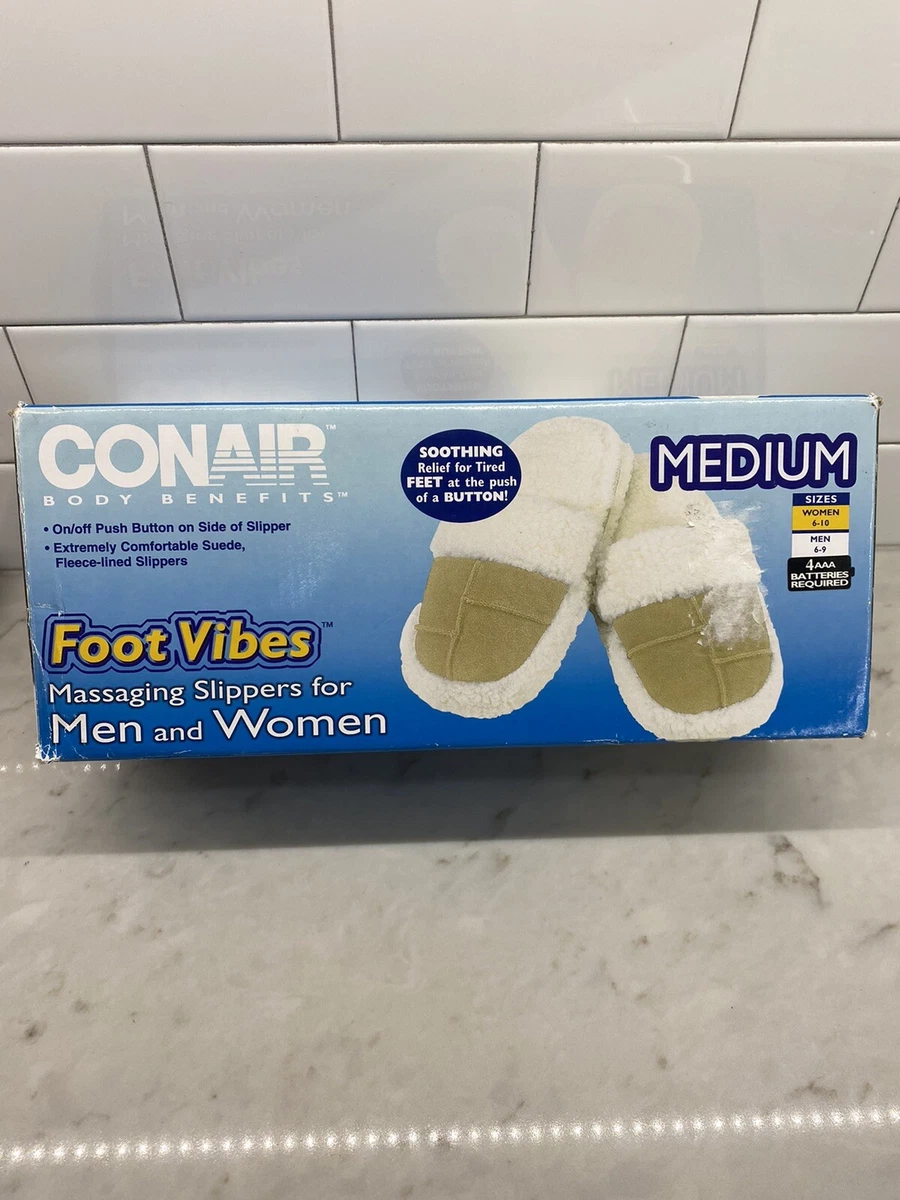 CONAIR™
BODY BENEFITS™
• On/off Push Button on Side of Slipper
• Extremely Comfortable Suede,
Fleece-lined Slippers
Foot Vibes™
Massaging Slippers for
Men and Women
SOOTHING
Relief for Tired
FEET at the push
of a BUTTON!
MEDIUM
SIZES
WOMEN
6-10
MEN
6-9
4AAA
BATTERIES
REQUIRED